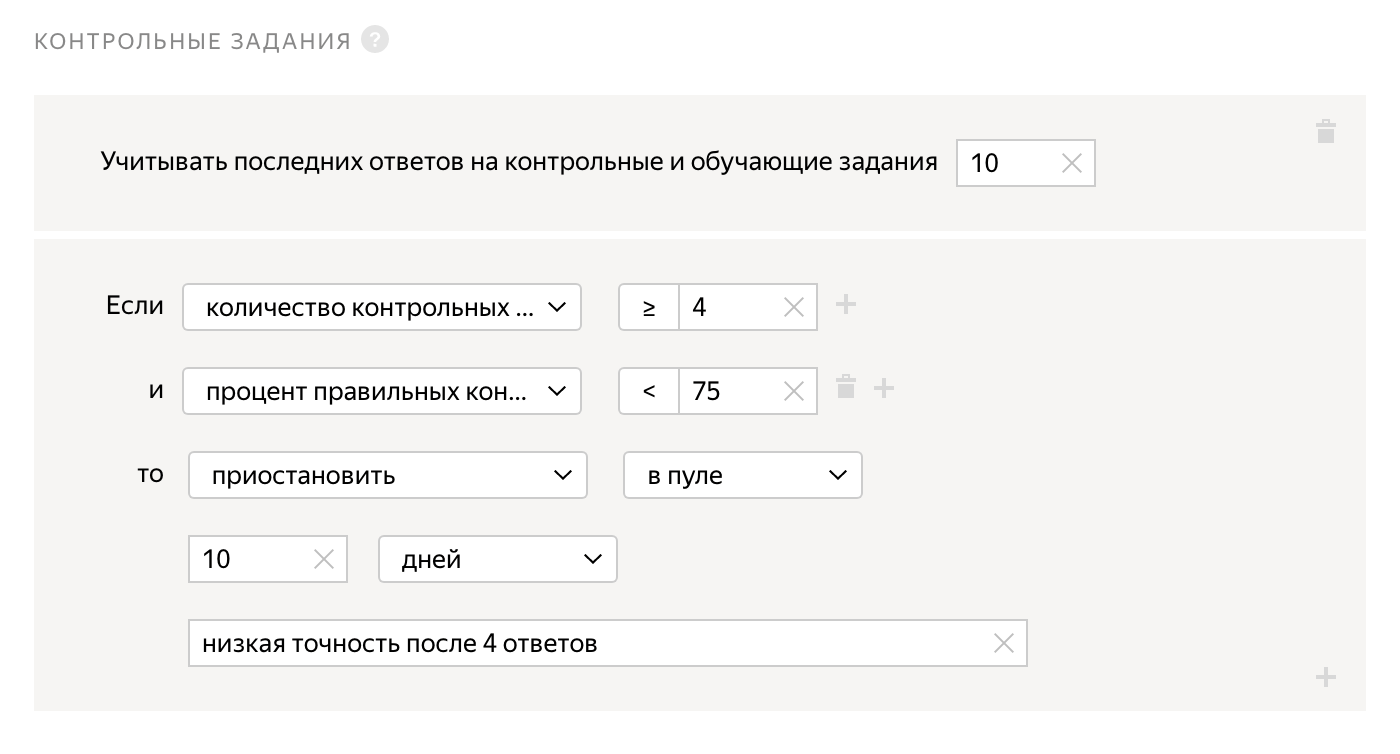 КОНТРОЛЬНЫЕ ЗАДАНИЯ ?
Учитывать последних ответов на контрольные и обучающие задания 10
Если количество контрольных ... ≥ 4
и процент правильных кон... < 75
то приостановить в пуле
10 дней
низкая точность после 4 ответов